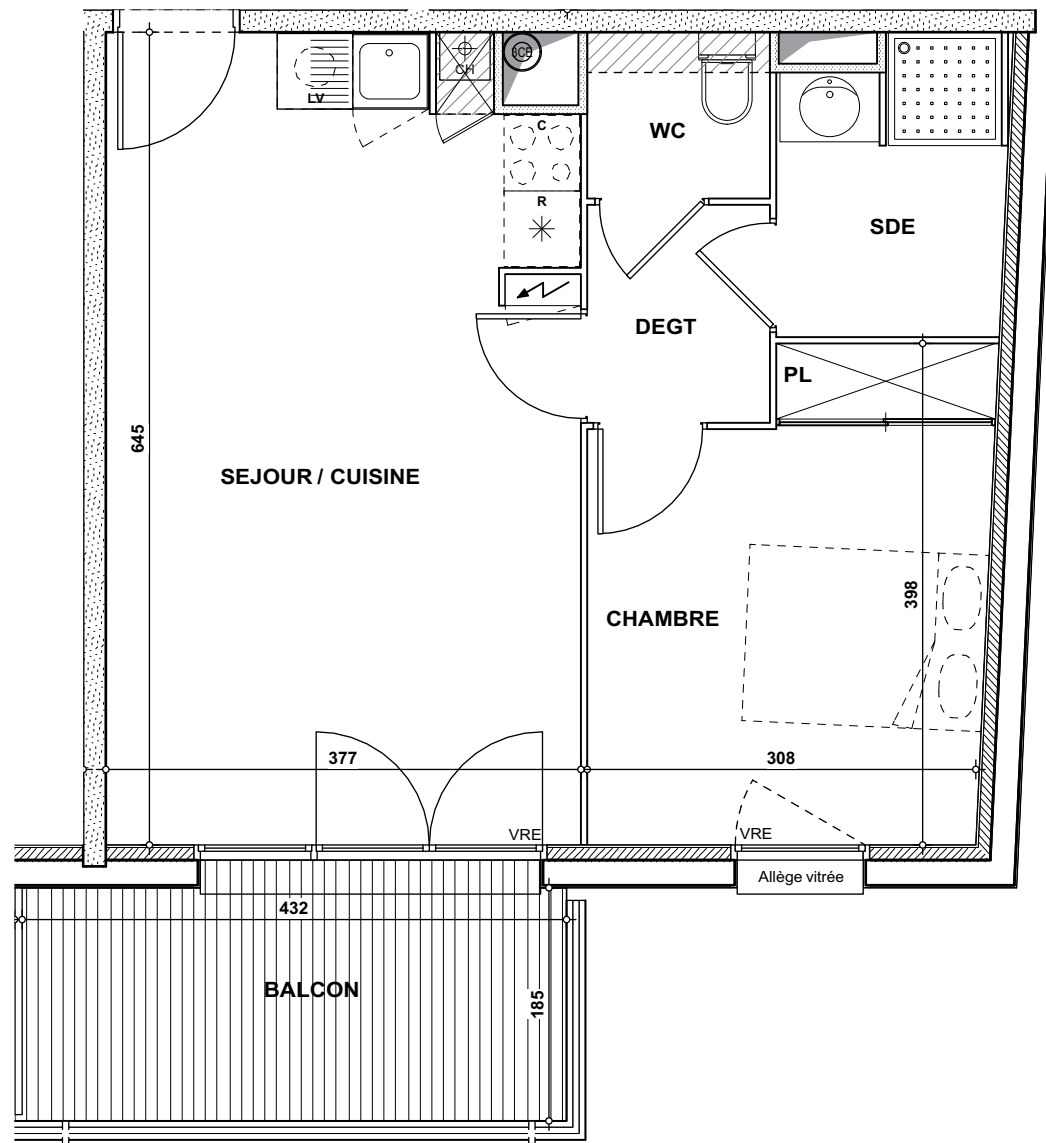 LV
CH
BCB
C
R
WC
SDE
DEGT
PL
645
SEJOUR / CUISINE
CHAMBRE
398
377
308
VRE
VRE
Allège vitrée
432
BALCON
185